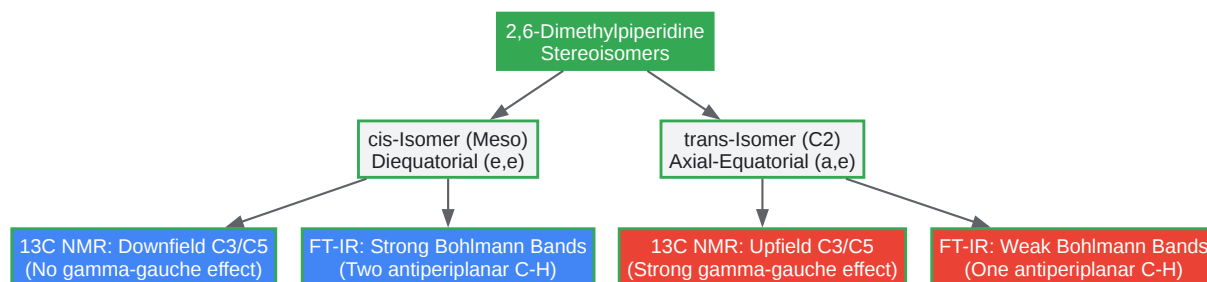 2,6-Dimethylpiperidine
Stereoisomers
cis-Isomer (Meso)
Diequatorial (e,e)
trans-Isomer (C2)
Axial-Equatorial (a,e)
13C NMR: Downfield C3/C5
(No gamma-gauche effect)
FT-IR: Strong Bohlmann Bands
(Two antiperiplanar C-H)
13C NMR: Upfield C3/C5
(Strong gamma-gauche effect)
FT-IR: Weak Bohlmann Bands
(One antiperiplanar C-H)